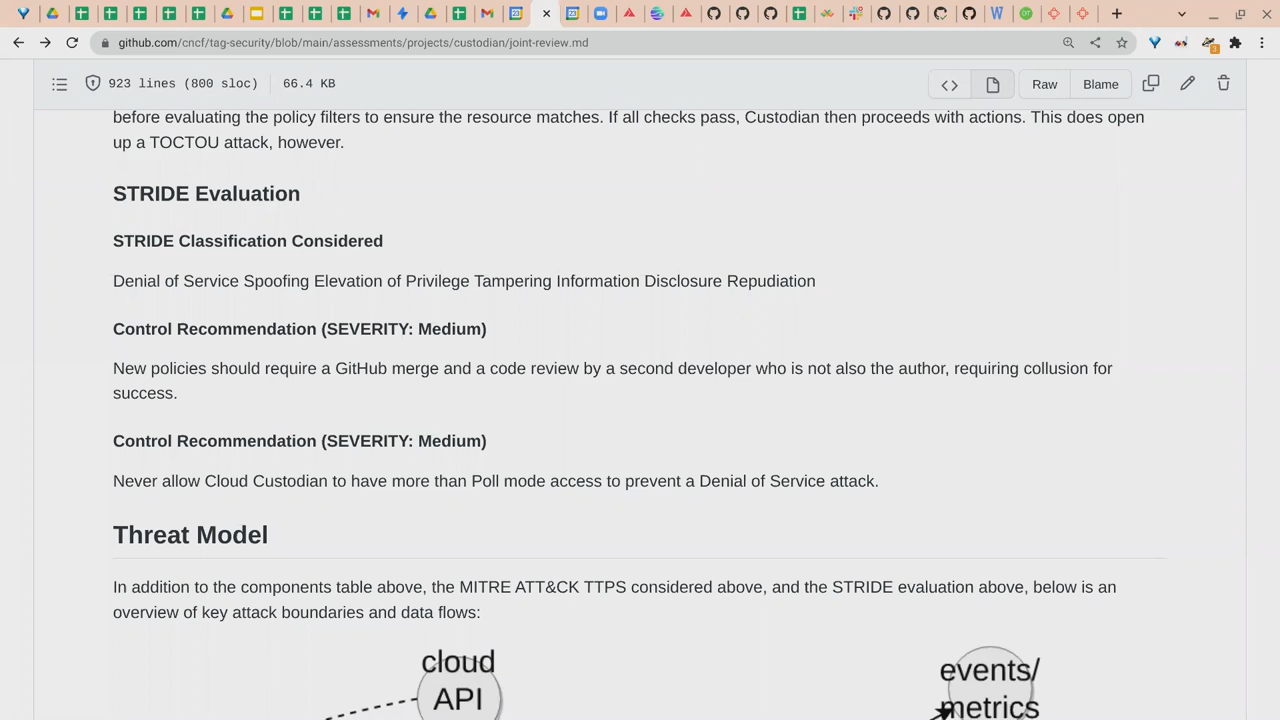 github.com/cncf/tag-security/blob/main/assessments/projects/custodian/joint-review.md
923 lines (800 sloc) 66.4 KB
Raw
Blame
before evaluating the policy filters to ensure the resource matches. If all checks pass, Custodian then proceeds with actions. This does open
up a TOCTOU attack, however.
STRIDE Evaluation
STRIDE Classification Considered
Denial of Service Spoofing Elevation of Privilege Tampering Information Disclosure Repudiation
Control Recommendation (SEVERITY: Medium)
New policies should require a GitHub merge and a code review by a second developer who is not also the author, requiring collusion for
success.
Control Recommendation (SEVERITY: Medium)
Never allow Cloud Custodian to have more than Poll mode access to prevent a Denial of Service attack.
Threat Model
In addition to the components table above, the MITRE ATT&CK TTPS considered above, and the STRIDE evaluation above, below is an
overview of key attack boundaries and data flows:
cloud
API
events/
metrics